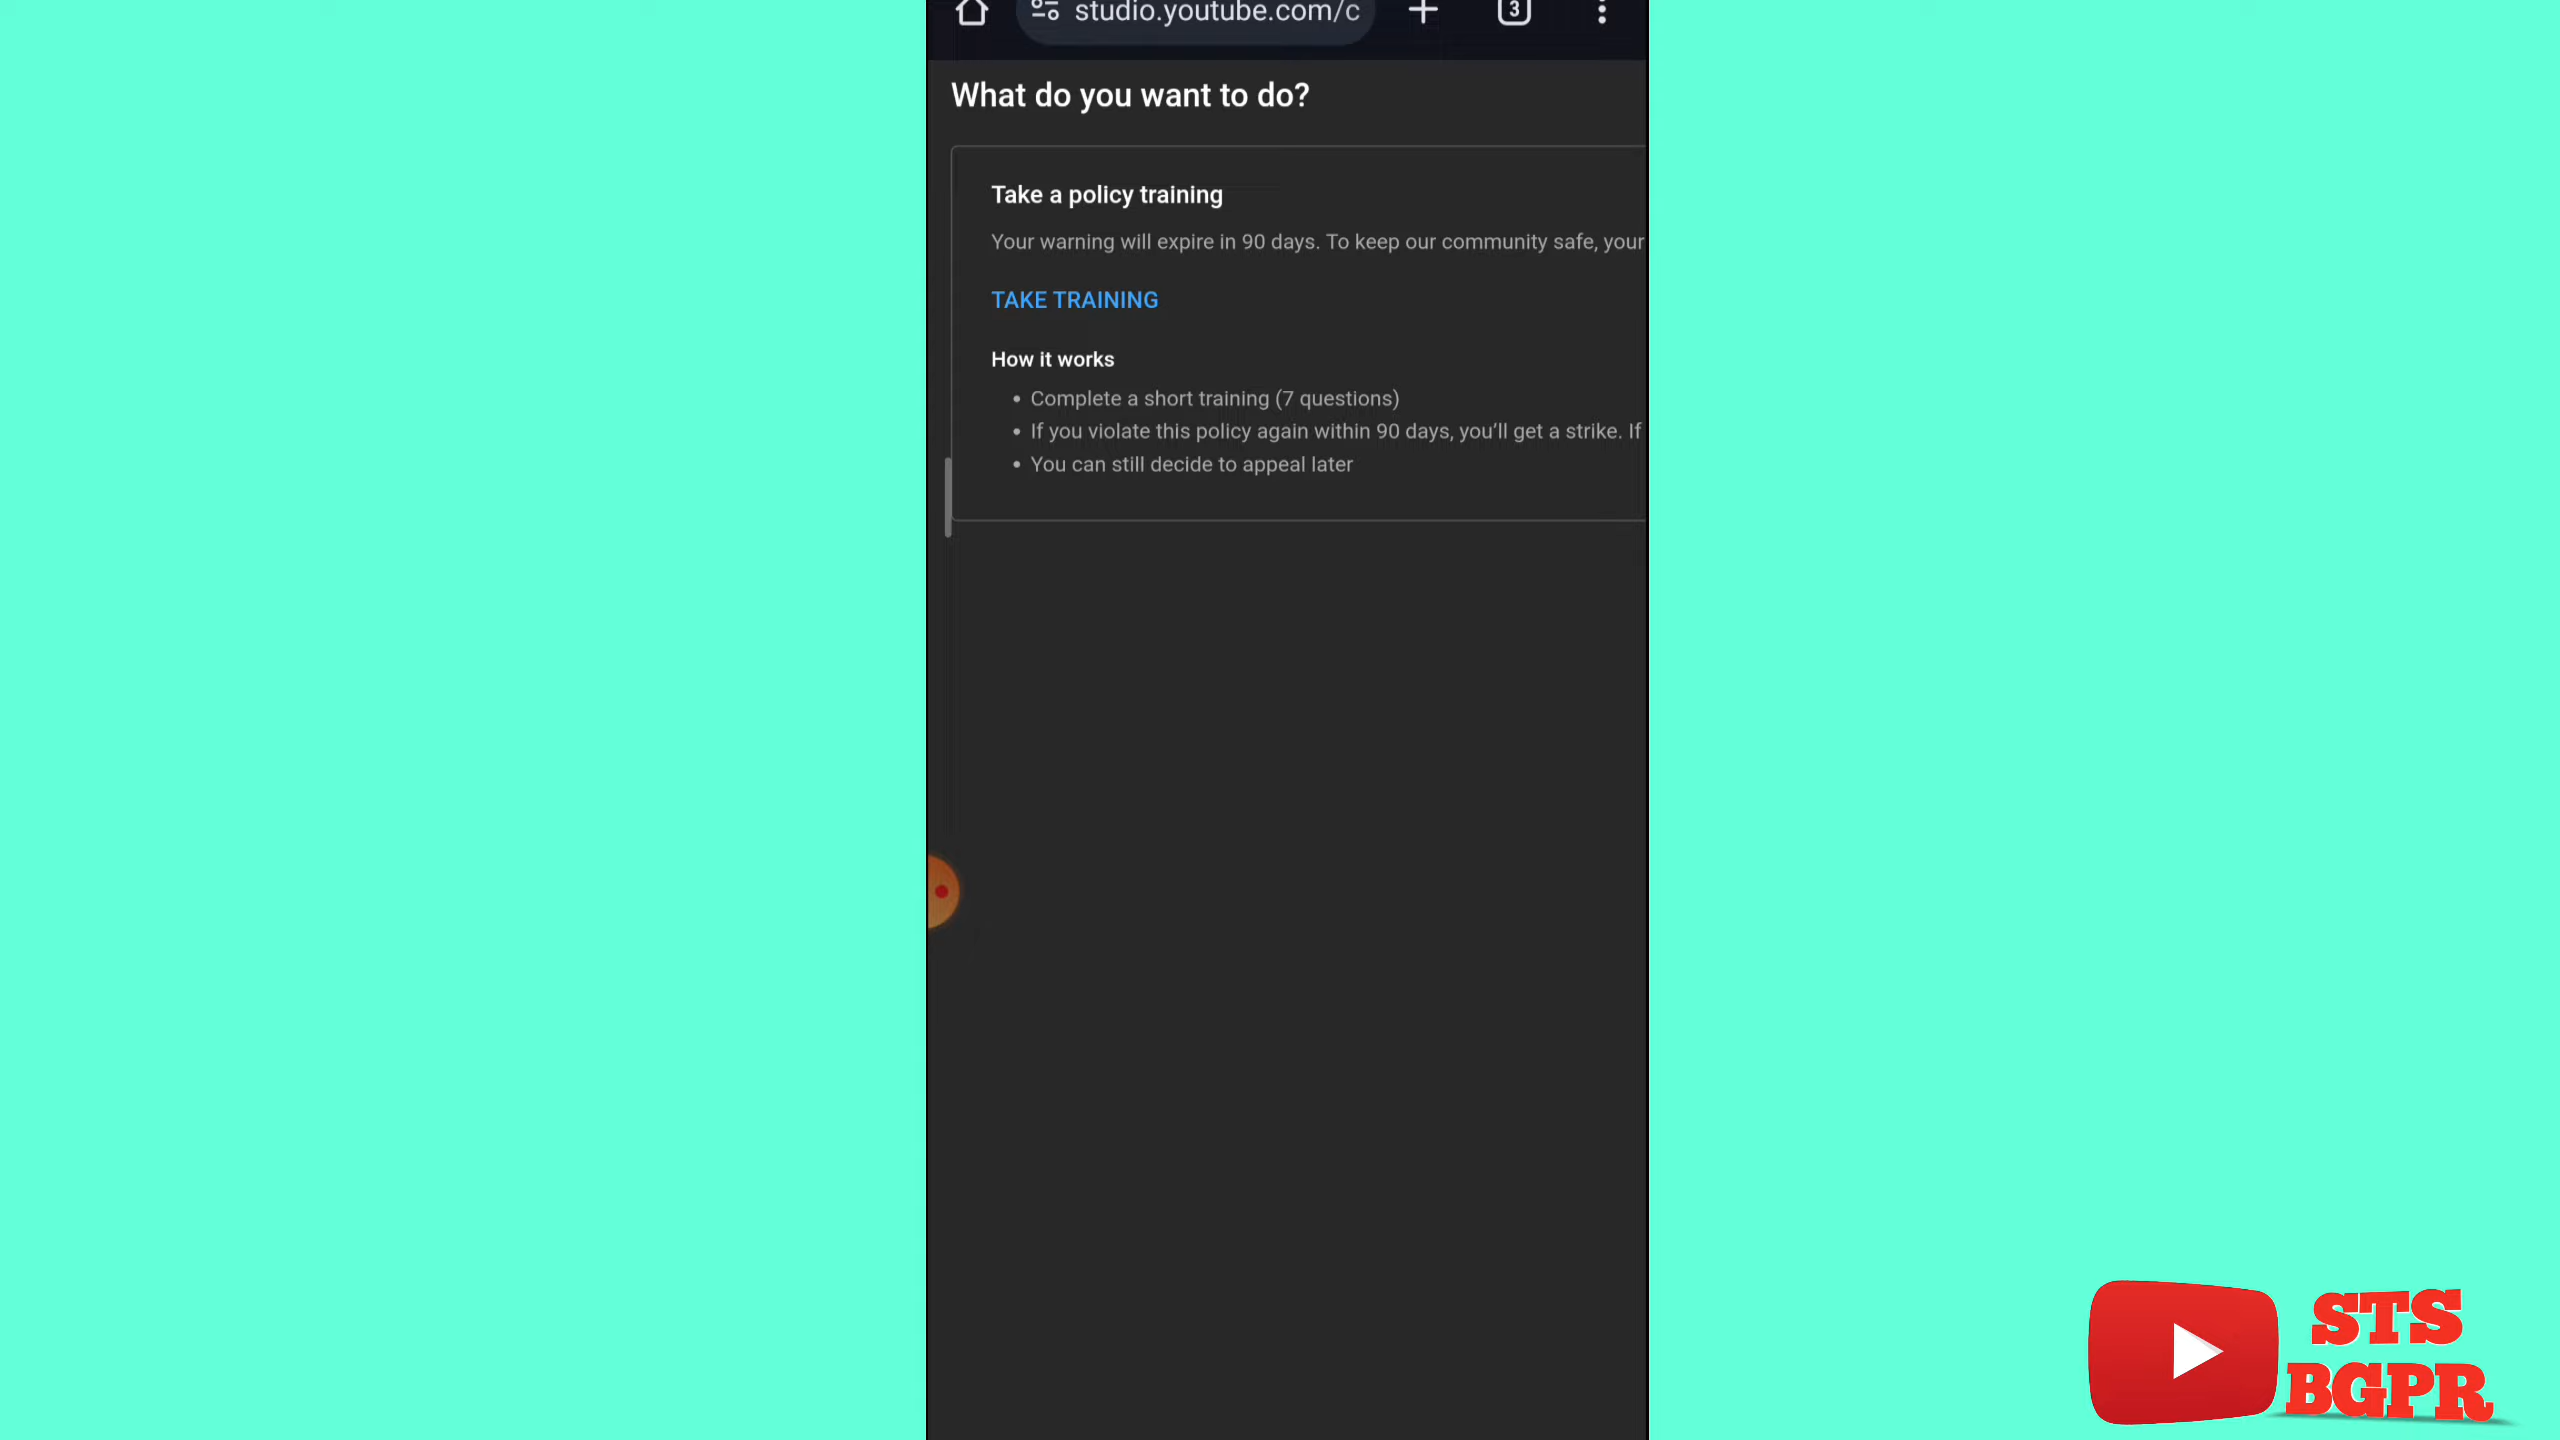 studio.youtube.com/c
3
What do you want to do?
Take a policy training
Your warning will expire in 90 days. To keep our community safe, your
TAKE TRAINING
How it works
• Complete a short training (7 questions)
• If you violate this policy again within 90 days, you’ll get a strike. If
• You can still decide to appeal later
STS
BGPR